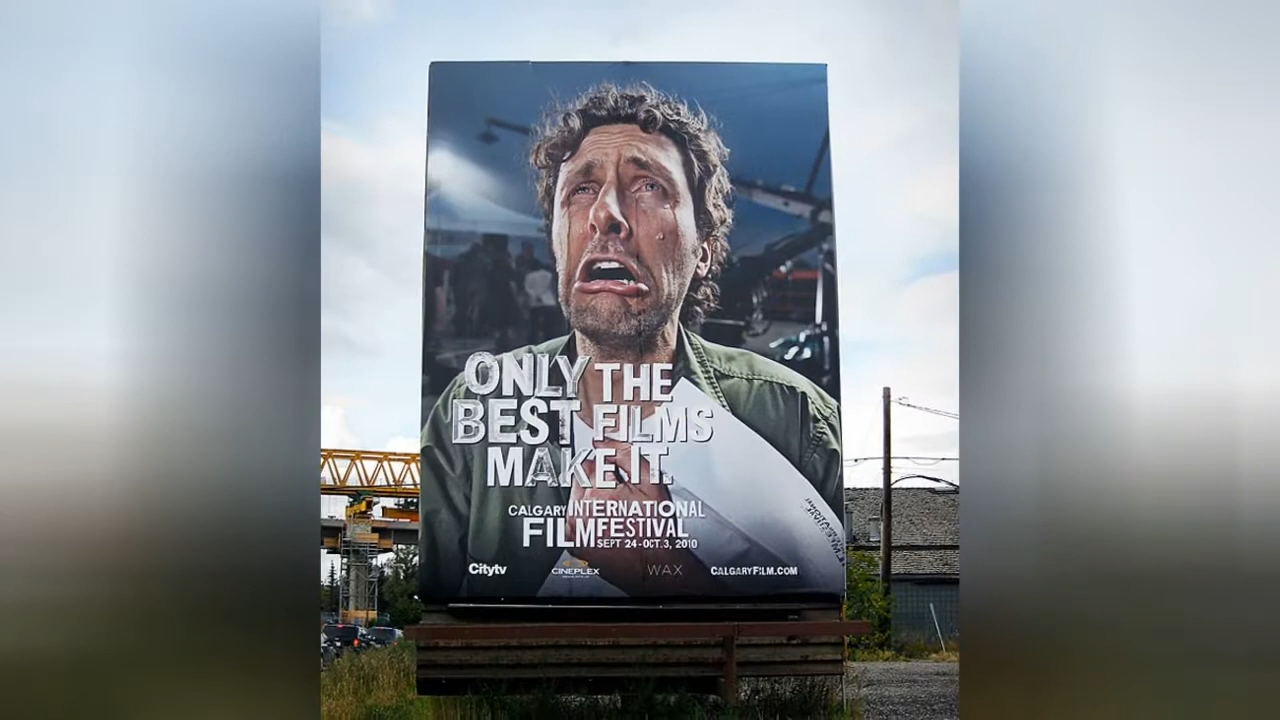 ONLY THE
BEST FILMS
MAKE IT.
CALGARY INTERNATIONAL
FILM FESTIVAL
SEPT 24 - OCT. 3, 2010
Citytv
CINEPLEX
WAX
CALGARYFILM.COM